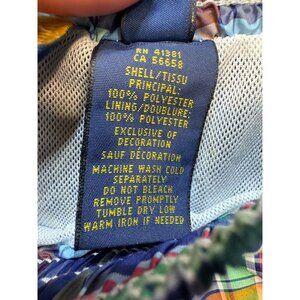 RN 41381
CA 56658
SHELL/TISSU
PRINCIPAL:
100% POLYESTER
LINING/DOUBLURE:
100% POLYESTER
EXCLUSIVE OF
DECORATION
SAUF DÉCORATION
MACHINE WASH COLD
SEPARATELY
DO NOT BLEACH
REMOVE PROMPTLY
TUMBLE DRY LOW
WARM IRON IF NEEDED